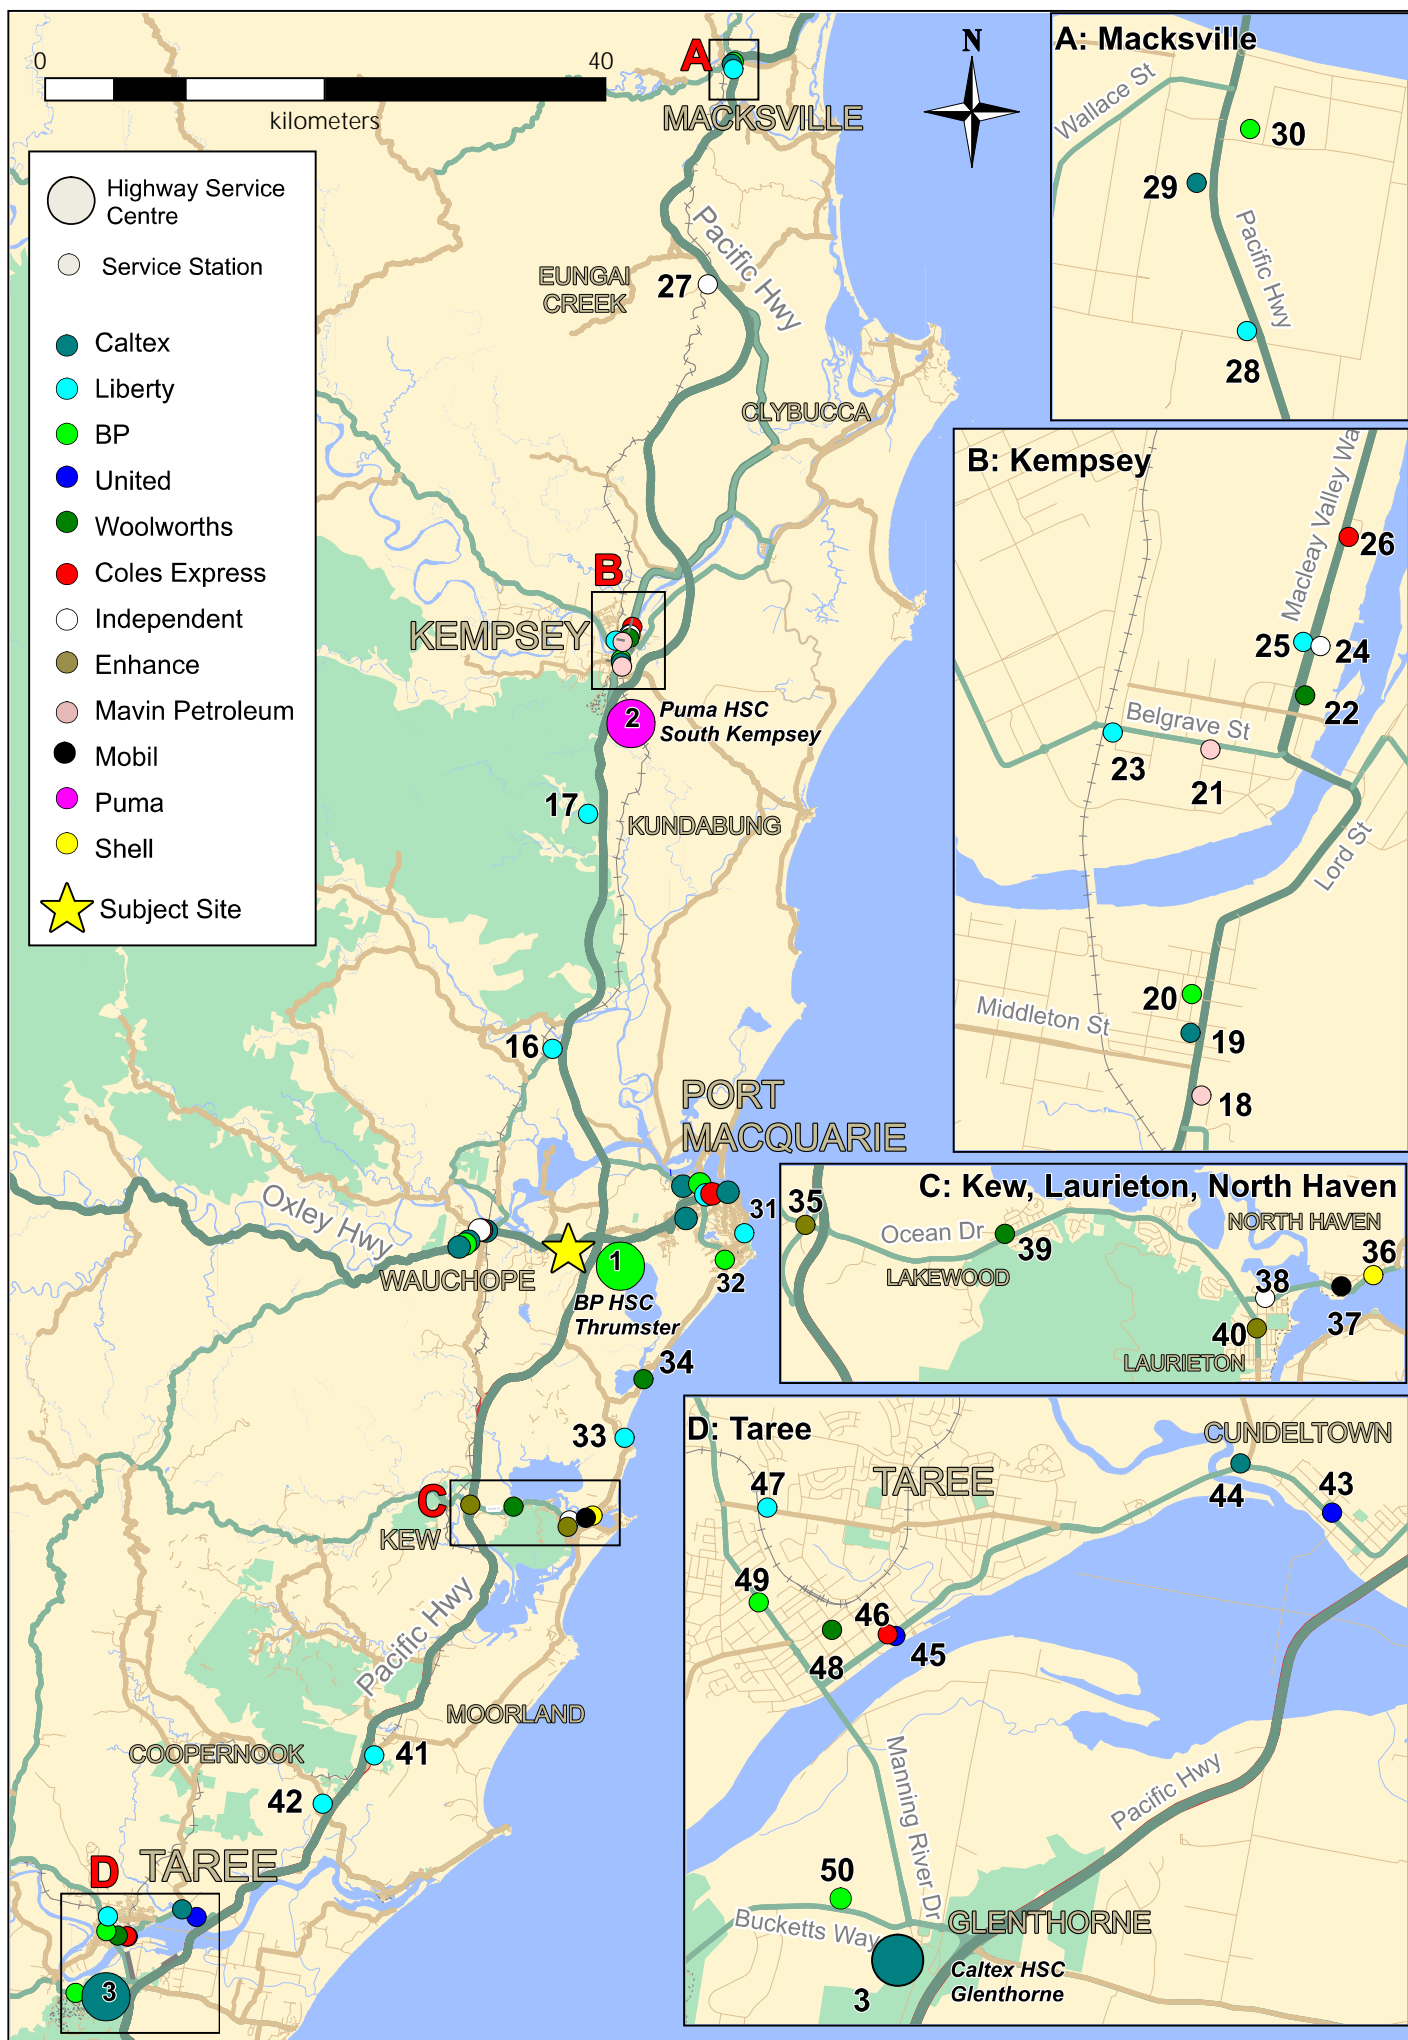 0
40
kilometers
N
A
MACKSVILLE
Highway Service
Centre
Service Station
Caltex
Liberty
BP
United
Woolworths
Coles Express
Independent
Enhance
Mavin Petroleum
Mobil
Puma
Shell
Subject Site
Pacific Hwy
EUNGAI
CREEK
27
CLYBUCCA
B
KEMPSEY
2
Puma HSC
South Kempsey
17
KUNDABUNG
16
PORT
MACQUARIE
31
32
Oxley Hwy
WAUCHOPE
1
BP HSC
Thrumster
34
33
C
KEW
Pacific Hwy
MOORLAND
COOPERNOOK
41
42
D
TAREE
3
A: Macksville
Wallace St
30
29
Pacific Hwy
28
B: Kempsey
Macleay Valley Wa
26
25
24
22
Belgrave St
23
21
Lord St
20
Middleton St
19
18
C: Kew, Laurieton, North Haven
35
Ocean Dr
NORTH HAVEN
39
36
LAKEWOOD
38
37
40
LAURIETON
D: Taree
CUNDELTOWN
TAREE
47
43
44
49
46
45
48
Manning River Dr
Pacific Hwy
50
Bucketts Way
GLENTHORNE
Caltex HSC
Glenthorne
3